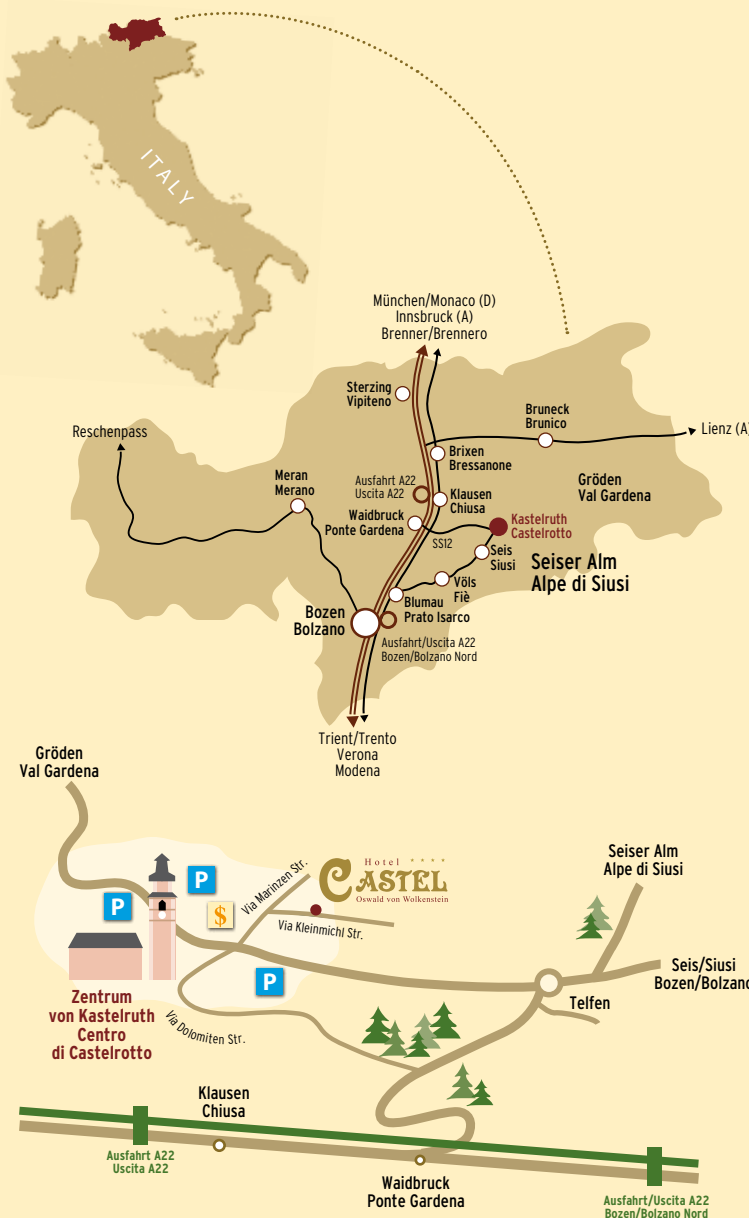 ITALY
München/Monaco (D)
Innsbruck (A)
Brenner/Brennero
Sterzing
Vipiteno
Bruneck
Brunico
Lienz (A)
Reschenpass
Brixen
Bressanone
Meran
Merano
Ausfahrt A22
Uscita A22
Klausen
Chiusa
Gröden
Val Gardena
Waidbruck
Ponte Gardena
Kastelruth
Castelrotto
SS12
Seis
Siusi
Seiser Alm
Alpe di Siusi
Völs
Fiè
Blumau
Prato Isarco
Bozen
Bolzano
Ausfahrt/Uscita A22
Bozen/Bolzano Nord
Trient/Trento
Verona
Modena
Gröden
Val Gardena
Seiser Alm
Alpe di Siusi
Hotel ****
CASTEL
Oswald von Wolkenstein
Via Marinzen Str.
P
P
$
Via Kleinmichl Str.
P
Seis/Siusi
Bozen/Bolzano
Telfen
Zentrum
von Kastelruth
Centro
di Castelrotto
Via Dolomiten Str.
Klausen
Chiusa
Ausfahrt A22
Uscita A22
Waidbruck
Ponte Gardena
Ausfahrt/Uscita A22
Bozen/Bolzano Nord